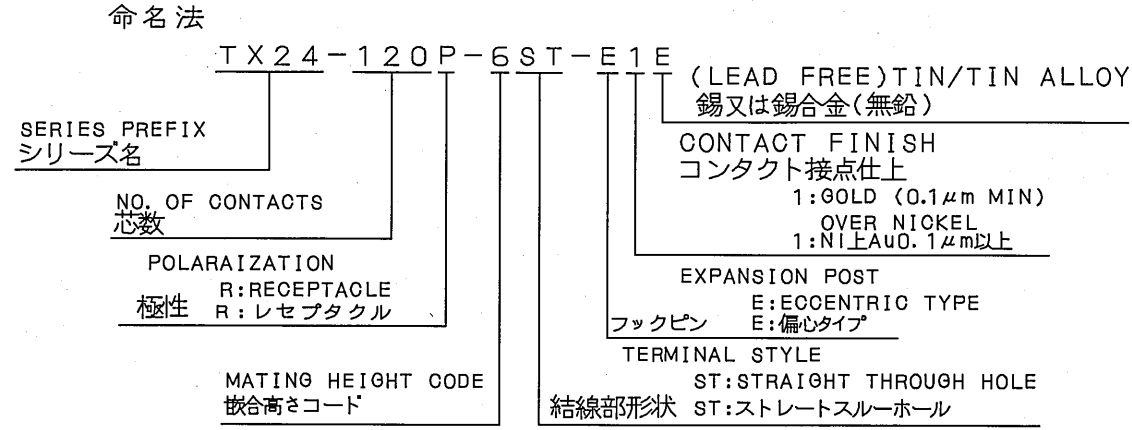 命名法
TX24-120P-6ST-E1E
(LEAD FREE)TIN/TIN ALLOY
錫又は錫合金(無鉛)
SERIES PREFIX
シリーズ名
CONTACT FINISH
コンタクト接点仕上
1:GOLD (0.1μm MIN)
OVER NICKEL
1:NI上Au0.1μm以上
NO. OF CONTACTS
芯数
POLARAIZATION
R:RECEPTACLE
極性 R:レセプタクル
EXPANSION POST
E:ECCENTRIC TYPE
フックピン E:偏心タイプ
TERMINAL STYLE
ST:STRAIGHT THROUGH HOLE
結線部形状 ST:ストレートスルーホール
MATING HEIGHT CODE
嵌合高さコード